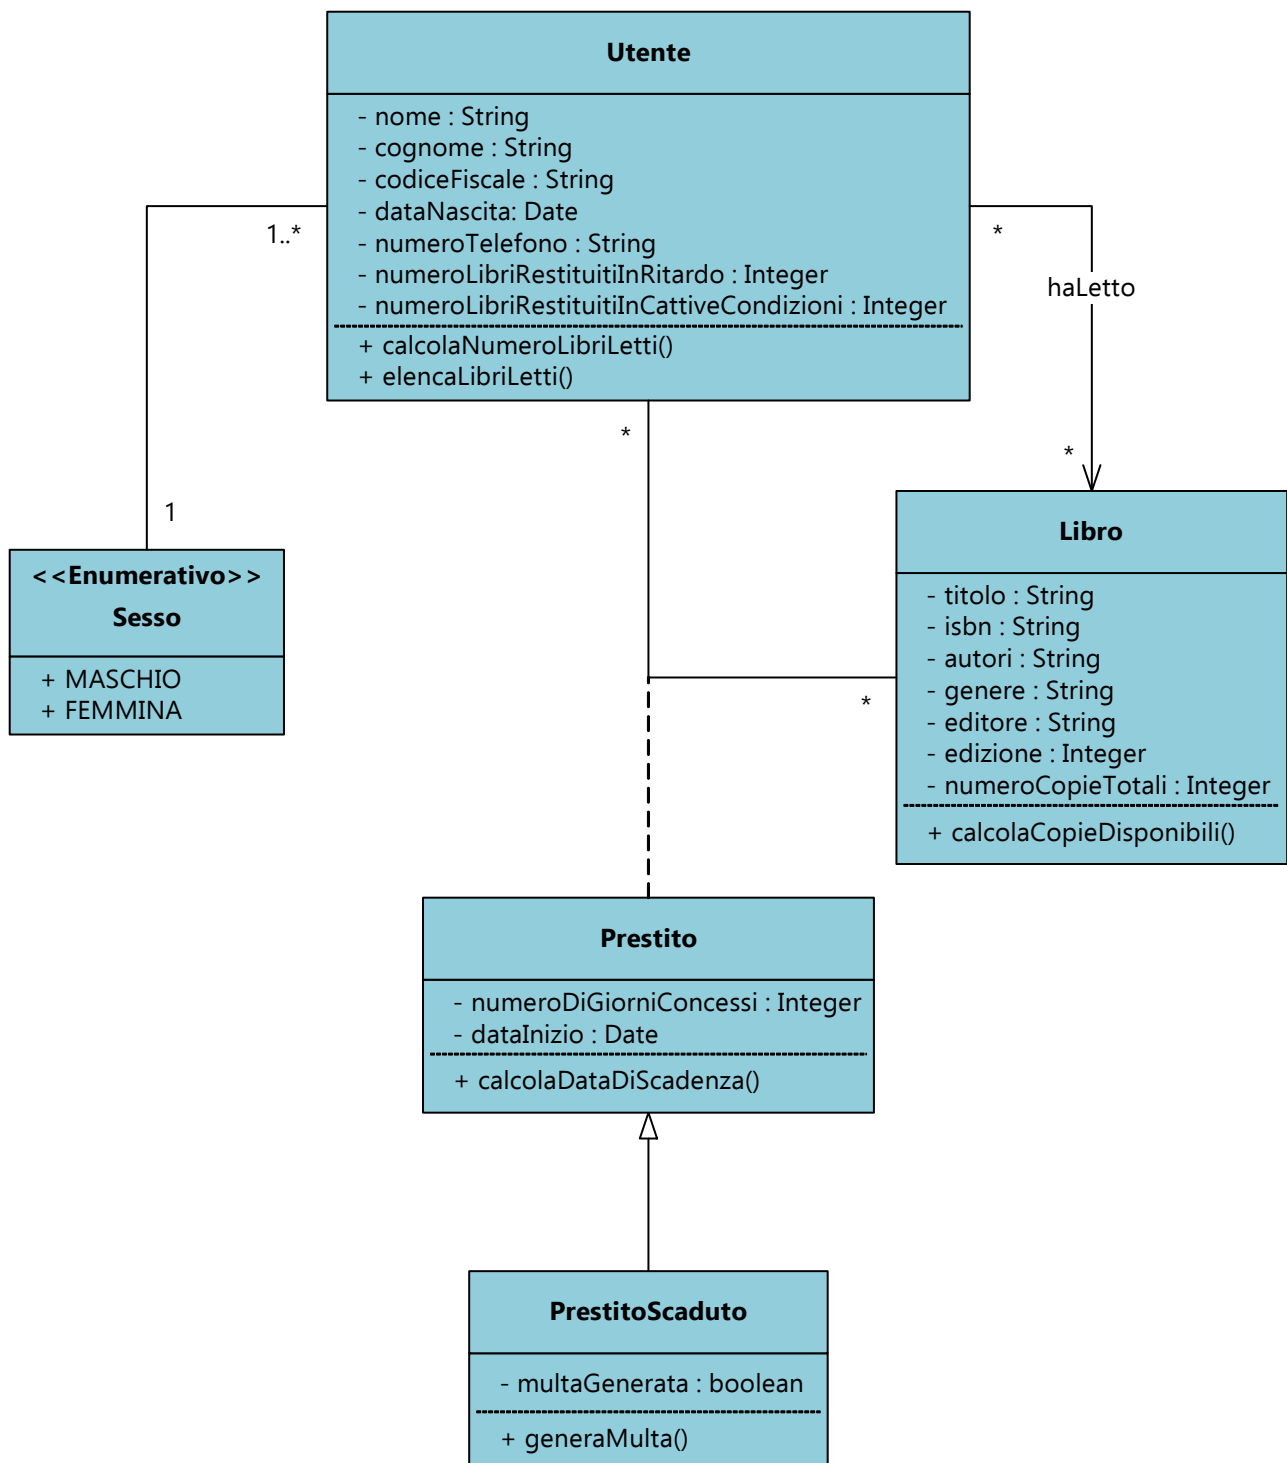 Utente
- nome : String
- cognome : String
- codiceFiscale : String
- dataNascita: Date
- numeroTelefono : String
- numeroLibriRestituitiInRitardo : Integer
- numeroLibriRestituitiInCattiveCondizioni : Integer
+ calcolaNumeroLibriLetti()
+ elencaLibriLetti()
1..*
*
haLetto
*
*
1
<<Enumerativo>>
Sesso
+ MASCHIO
+ FEMMINA
Libro
- titolo : String
- isbn : String
- autori : String
- genere : String
- editore : String
- edizione : Integer
- numeroCopieTotali : Integer
+ calcolaCopieDisponibili()
*
Prestito
- numeroDiGiorniConcessi : Integer
- dataInizio : Date
+ calcolaDataDiScadenza()
PrestitoScaduto
- multaGenerata : boolean
+ generaMulta()